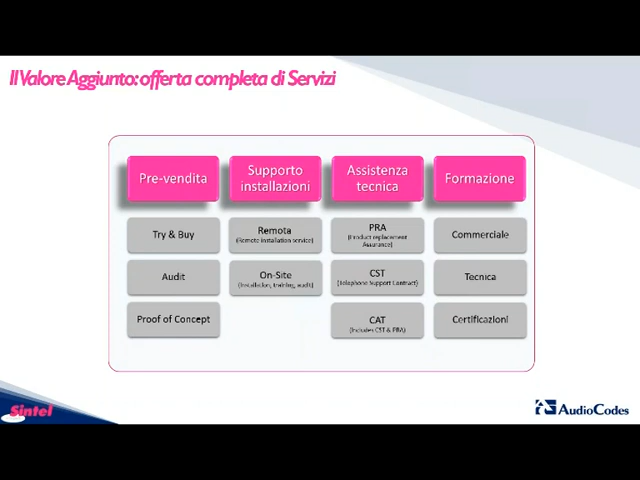 Il Valore Aggiunto: offerta completa di Servizi
Pre-vendita
Supporto
installazioni
Assistenza
tecnica
Formazione
Try & Buy
Remota
(Remote installation service)
PRA
(Product replacement
Assurance)
Commerciale
Audit
On-Site
(Installation, training, audit)
CST
(Telephone Support Contract)
Tecnica
Proof of Concept
CAT
(Includes CST & PRA)
Certificazioni
Sintel
AudioCodes